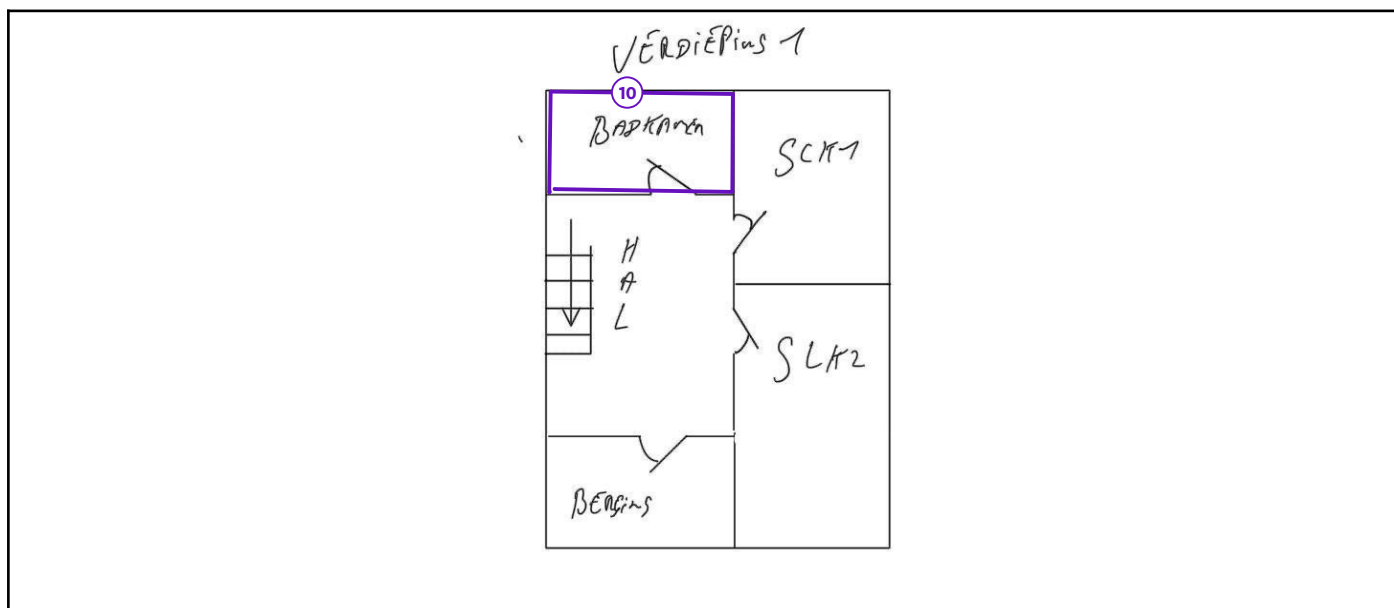 VERDIEPING 1
10
BADKAMER
SLK1
H
A
L
SLK2
BERGING